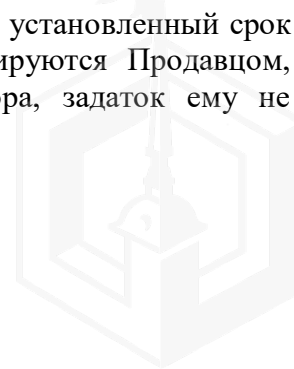 установленный срок
ируются Продавцом,
ра, задаток ему не